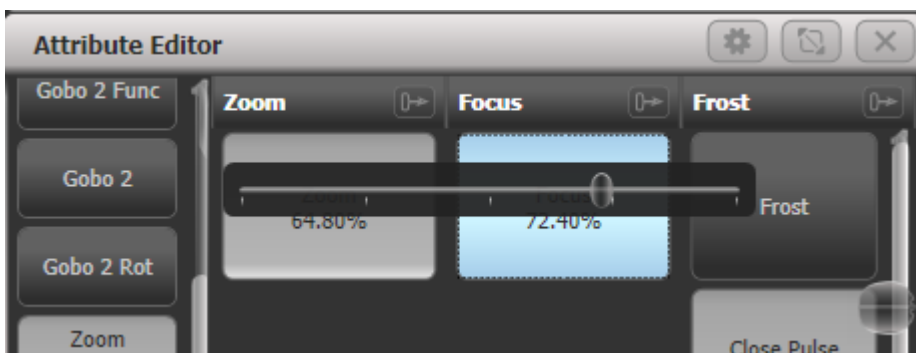 Attribute Editor
Gobo 2 Func
Gobo 2
Gobo 2 Rot
Zoom
Zoom
64.80%
Focus
Focus
72.40%
Frost
Frost
Close Pulse